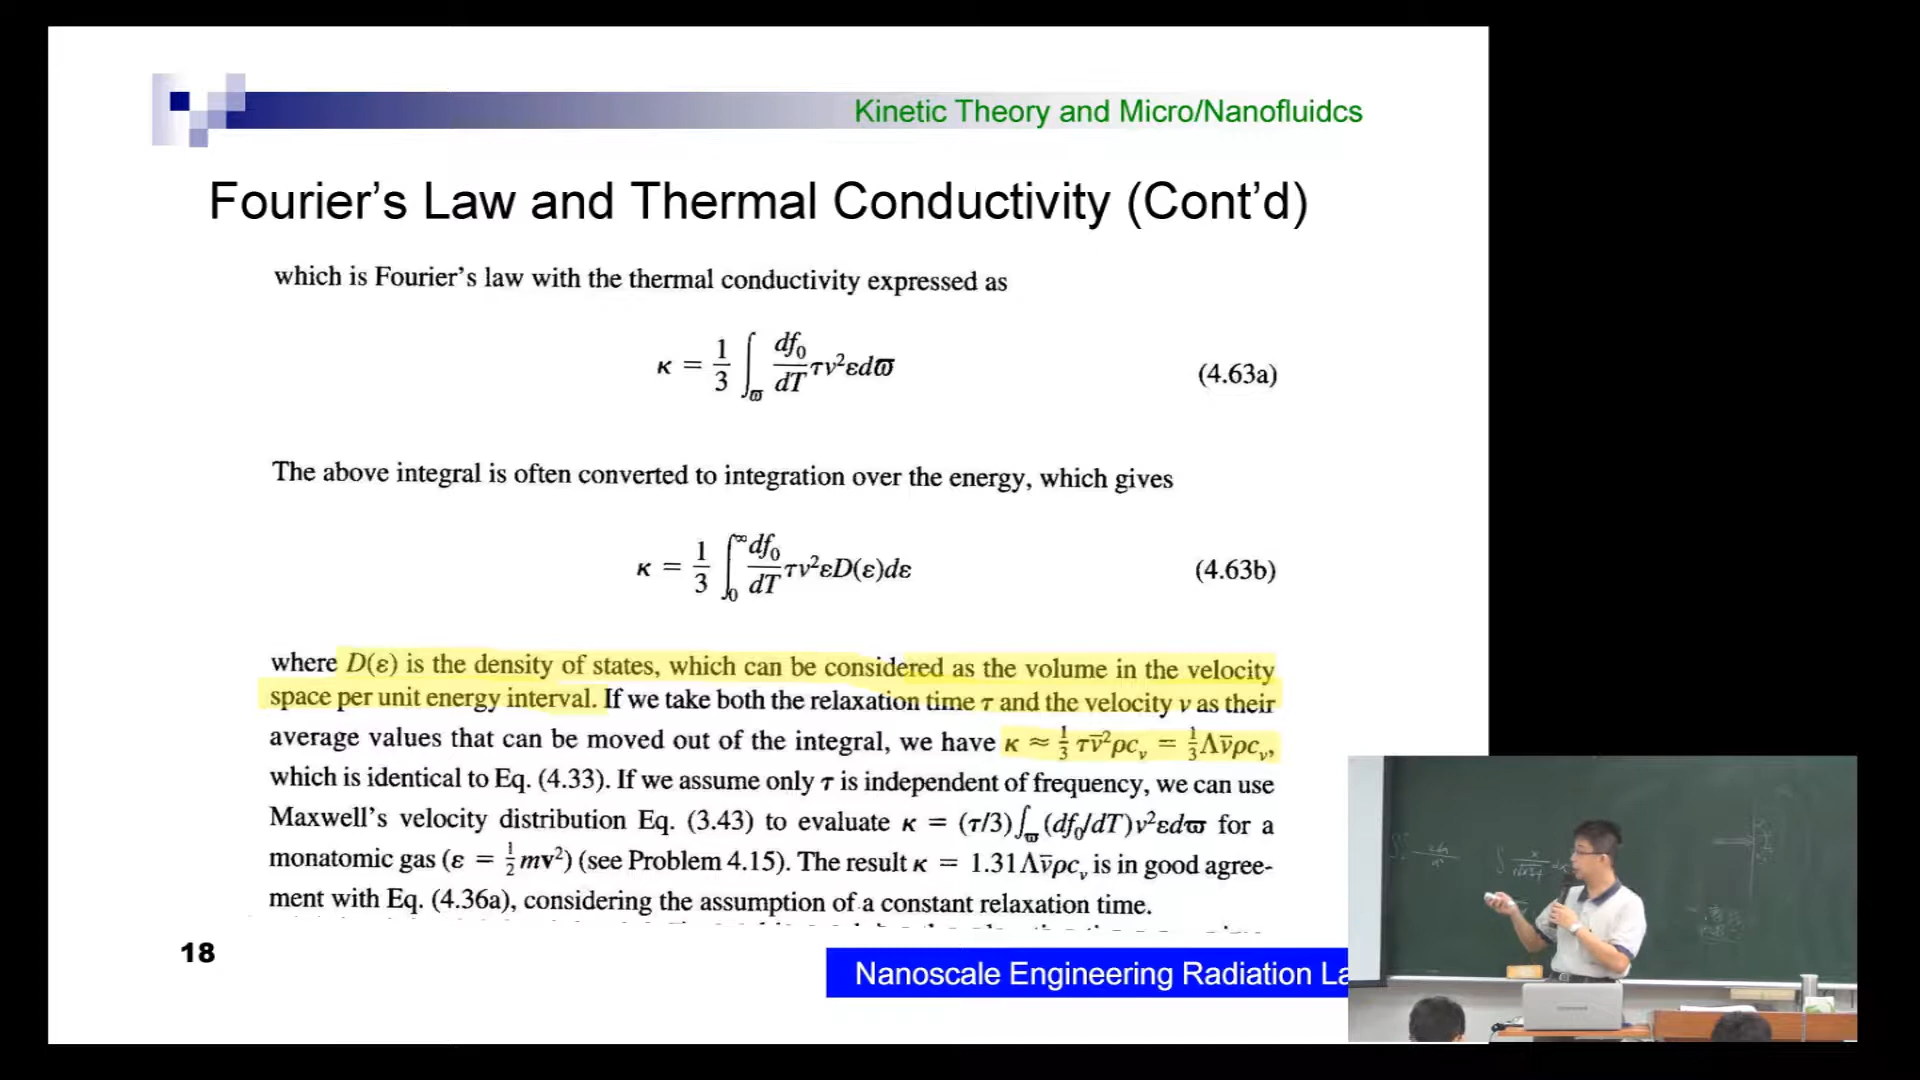 Kinetic Theory and Micro/Nanofluidcs
Fourier's Law and Thermal Conductivity (Cont'd)
which is Fourier's law with the thermal conductivity expressed as
κ = 1/3 ∫_ϖ df₀/dT τv²εdϖ (4.63a)
The above integral is often converted to integration over the energy, which gives
κ = 1/3 ∫₀^∞ df₀/dT τv²εD(ε)dε (4.63b)
where D(ε) is the density of states, which can be considered as the volume in the velocity
space per unit energy interval. If we take both the relaxation time τ and the velocity v as their
average values that can be moved out of the integral, we have κ ≈ 1/3 τv̄²ρcᵥ = 1/3 Λv̄ρcᵥ,
which is identical to Eq. (4.33). If we assume only τ is independent of frequency, we can use
Maxwell's velocity distribution Eq. (3.43) to evaluate κ = (τ/3)∫_ϖ(df₀/dT)v²εdϖ for a
monatomic gas (ε = 1/2 mv²) (see Problem 4.15). The result κ = 1.31Λv̄ρcᵥ is in good agree-
ment with Eq. (4.36a), considering the assumption of a constant relaxation time.
18
Nanoscale Engineering Radiation La